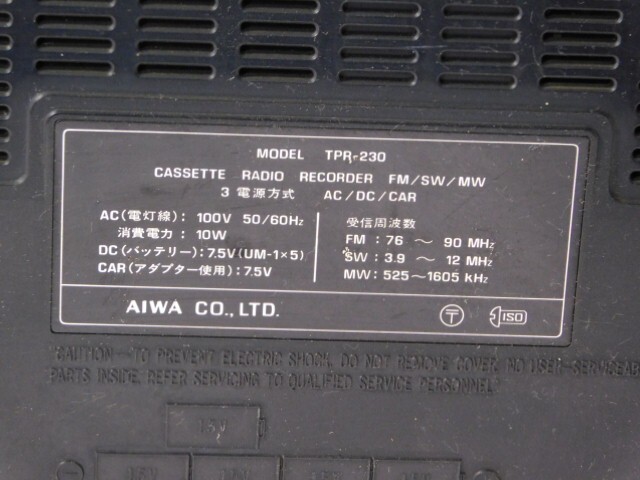 MODEL TPR-230
CASSETTE RADIO RECORDER FM/SW/MW
3 電源方式 AC/DC/CAR
AC(電灯線): 100V 50/60Hz
消費電力: 10W
DC(バッテリー): 7.5V(UM-1×5)
CAR(アダプター使用): 7.5V
受信周波数
FM : 76 ~ 90 MHz
SW : 3.9 ~ 12 MHz
MW: 525~1605 kHz
AIWA CO., LTD.
〒 ISO
"CAUTION—TO PREVENT ELECTRIC SHOCK, DO NOT REMOVE COVER. NO USER-SERVICEAB
PARTS INSIDE. REFER SERVICING TO QUALIFIED SERVICE PERSONNEL."
1.5V